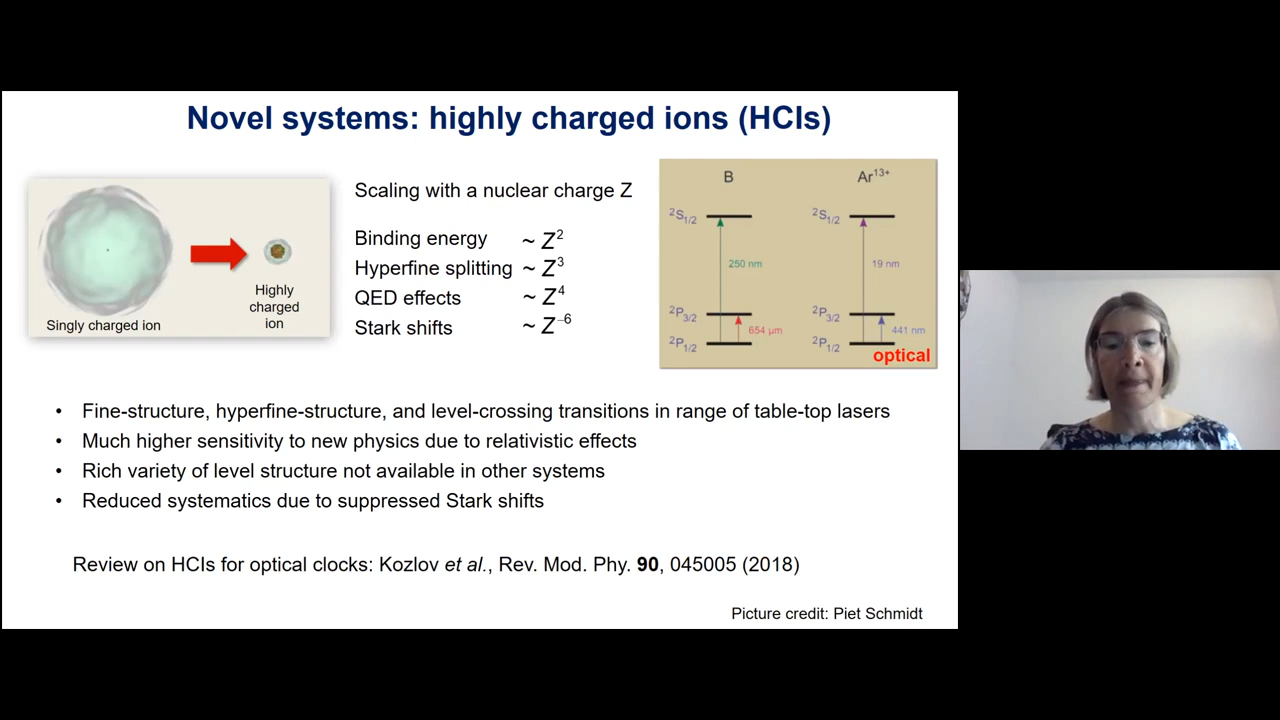 Novel systems: highly charged ions (HCIs)
Singly charged ion
Highly
charged
ion
Scaling with a nuclear charge Z
Binding energy ~ Z²
Hyperfine splitting ~ Z³
QED effects ~ Z⁴
Stark shifts ~ Z⁻⁶
B
²S₁/₂
250 nm
²P₃/₂
654 µm
²P₁/₂
Ar¹³⁺
²S₁/₂
19 nm
²P₃/₂
441 nm
²P₁/₂
optical
• Fine-structure, hyperfine-structure, and level-crossing transitions in range of table-top lasers
• Much higher sensitivity to new physics due to relativistic effects
• Rich variety of level structure not available in other systems
• Reduced systematics due to suppressed Stark shifts
Review on HCIs for optical clocks: Kozlov et al., Rev. Mod. Phy. 90, 045005 (2018)
Picture credit: Piet Schmidt